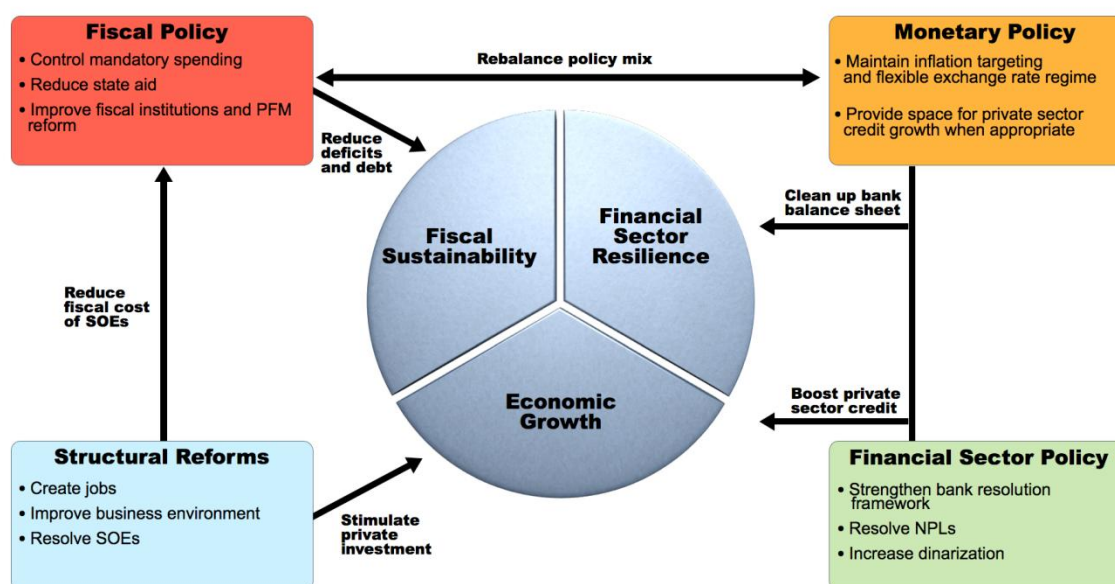 Fiscal Policy
• Control mandatory spending
• Reduce state aid
• Improve fiscal institutions and PFM
reform
Rebalance policy mix
Monetary Policy
• Maintain inflation targeting
and flexible exchange rate regime
• Provide space for private sector
credit growth when appropriate
Reduce
deficits
and debt
Clean up bank
balance sheet
Fiscal
Sustainability
Financial
Sector
Resilience
Reduce
fiscal cost
of SOEs
Economic
Growth
Boost private
sector credit
Structural Reforms
• Create jobs
• Improve business environment
• Resolve SOEs
Stimulate
private
investment
Financial Sector Policy
• Strengthen bank resolution
framework
• Resolve NPLs
• Increase dinarization